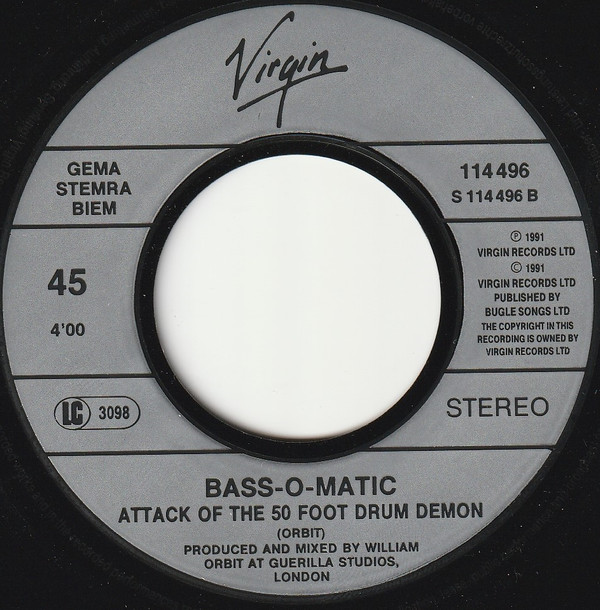 Virgin
GEMA
STEMRA
BIEM
114 496
S 114 496 B
45
4'00
Ⓟ 1991
VIRGIN RECORDS LTD
© 1991
VIRGIN RECORDS LTD
PUBLISHED BY
BUGLE SONGS LTD
THE COPYRIGHT IN THIS
RECORDING IS OWNED BY
VIRGIN RECORDS LTD
LC 3098
STEREO
BASS-O-MATIC
ATTACK OF THE 50 FOOT DRUM DEMON
(ORBIT)
PRODUCED AND MIXED BY WILLIAM
ORBIT AT GUERILLA STUDIOS,
LONDON